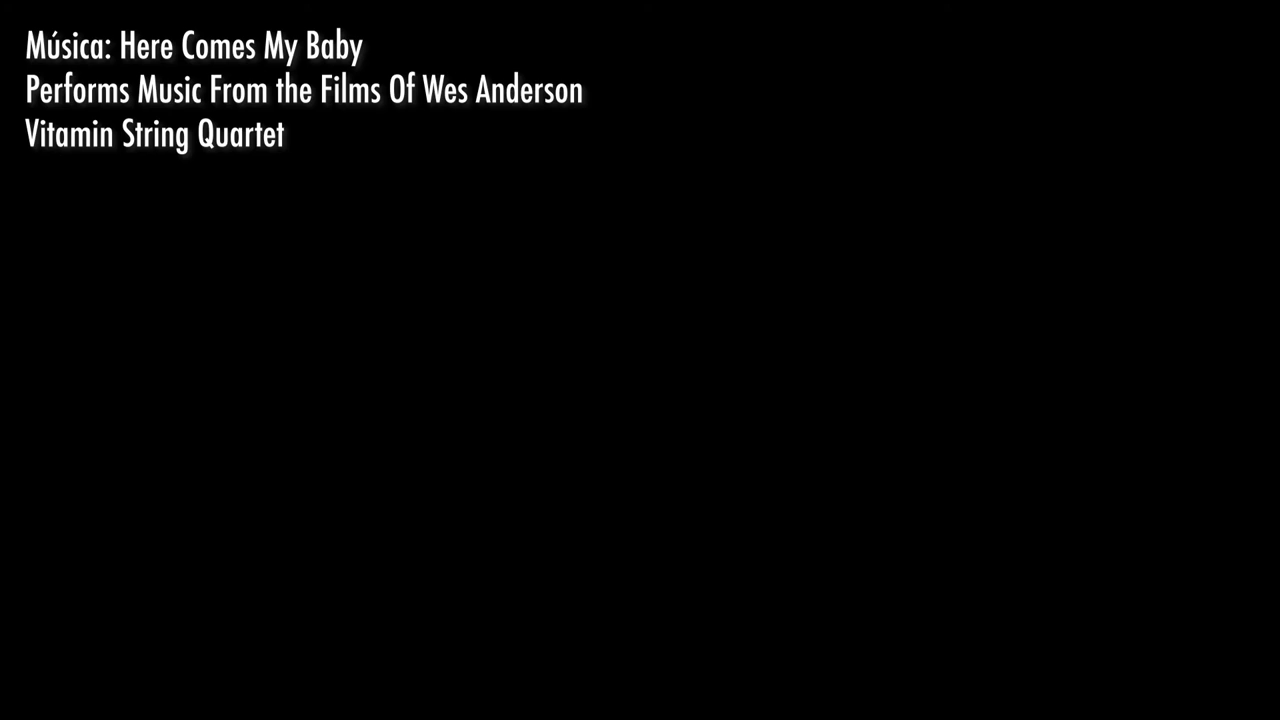 Música: Here Comes My Baby
Performs Music From the Films Of Wes Anderson
Vitamin String Quartet